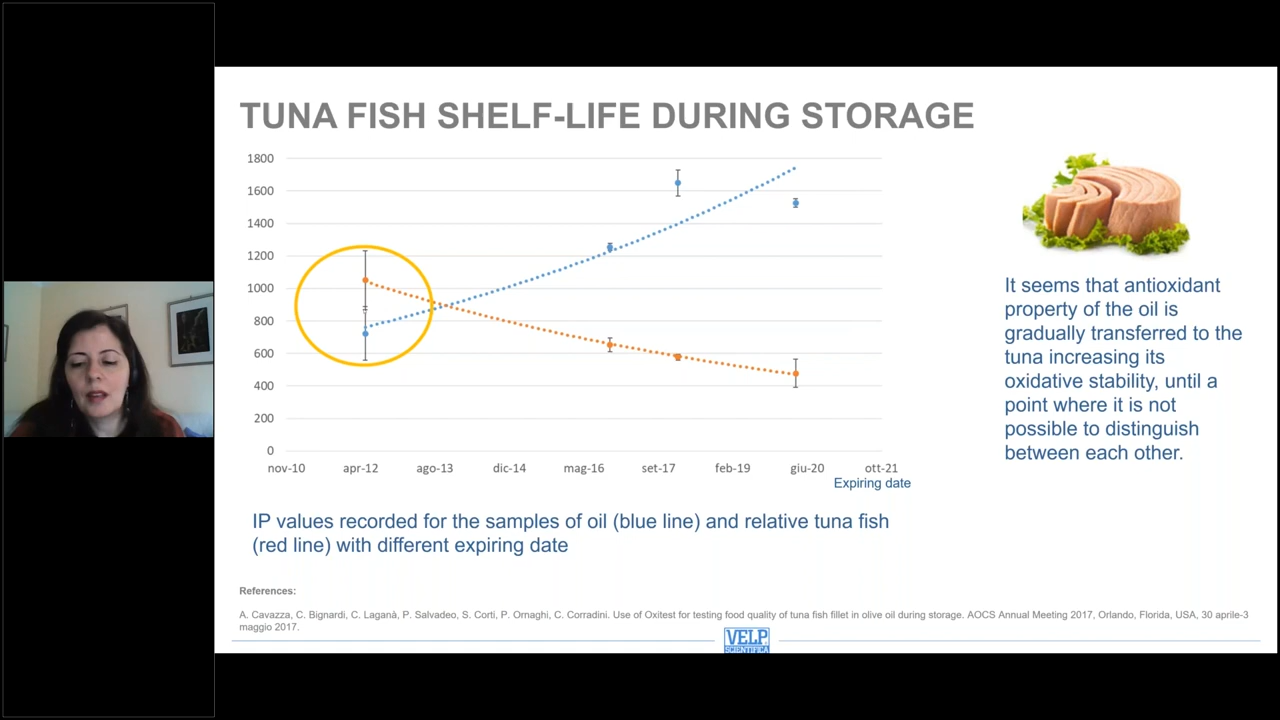 TUNA FISH SHELF-LIFE DURING STORAGE
1800
1600
1400
1200
1000
800
600
400
200
0
nov-10 apr-12 ago-13 dic-14 mag-16 set-17 feb-19 giu-20 ott-21
Expiring date
It seems that antioxidant
property of the oil is
gradually transferred to the
tuna increasing its
oxidative stability, until a
point where it is not
possible to distinguish
between each other.
IP values recorded for the samples of oil (blue line) and relative tuna fish
(red line) with different expiring date
References:
A. Cavazza, C. Bignardi, C. Laganà, P. Salvadeo, S. Corti, P. Ornaghi, C. Corradini. Use of Oxitest for testing food quality of tuna fish fillet in olive oil during storage. AOCS Annual Meeting 2017, Orlando, Florida, USA, 30 aprile-3
maggio 2017.
VELP
SCIENTIFICA